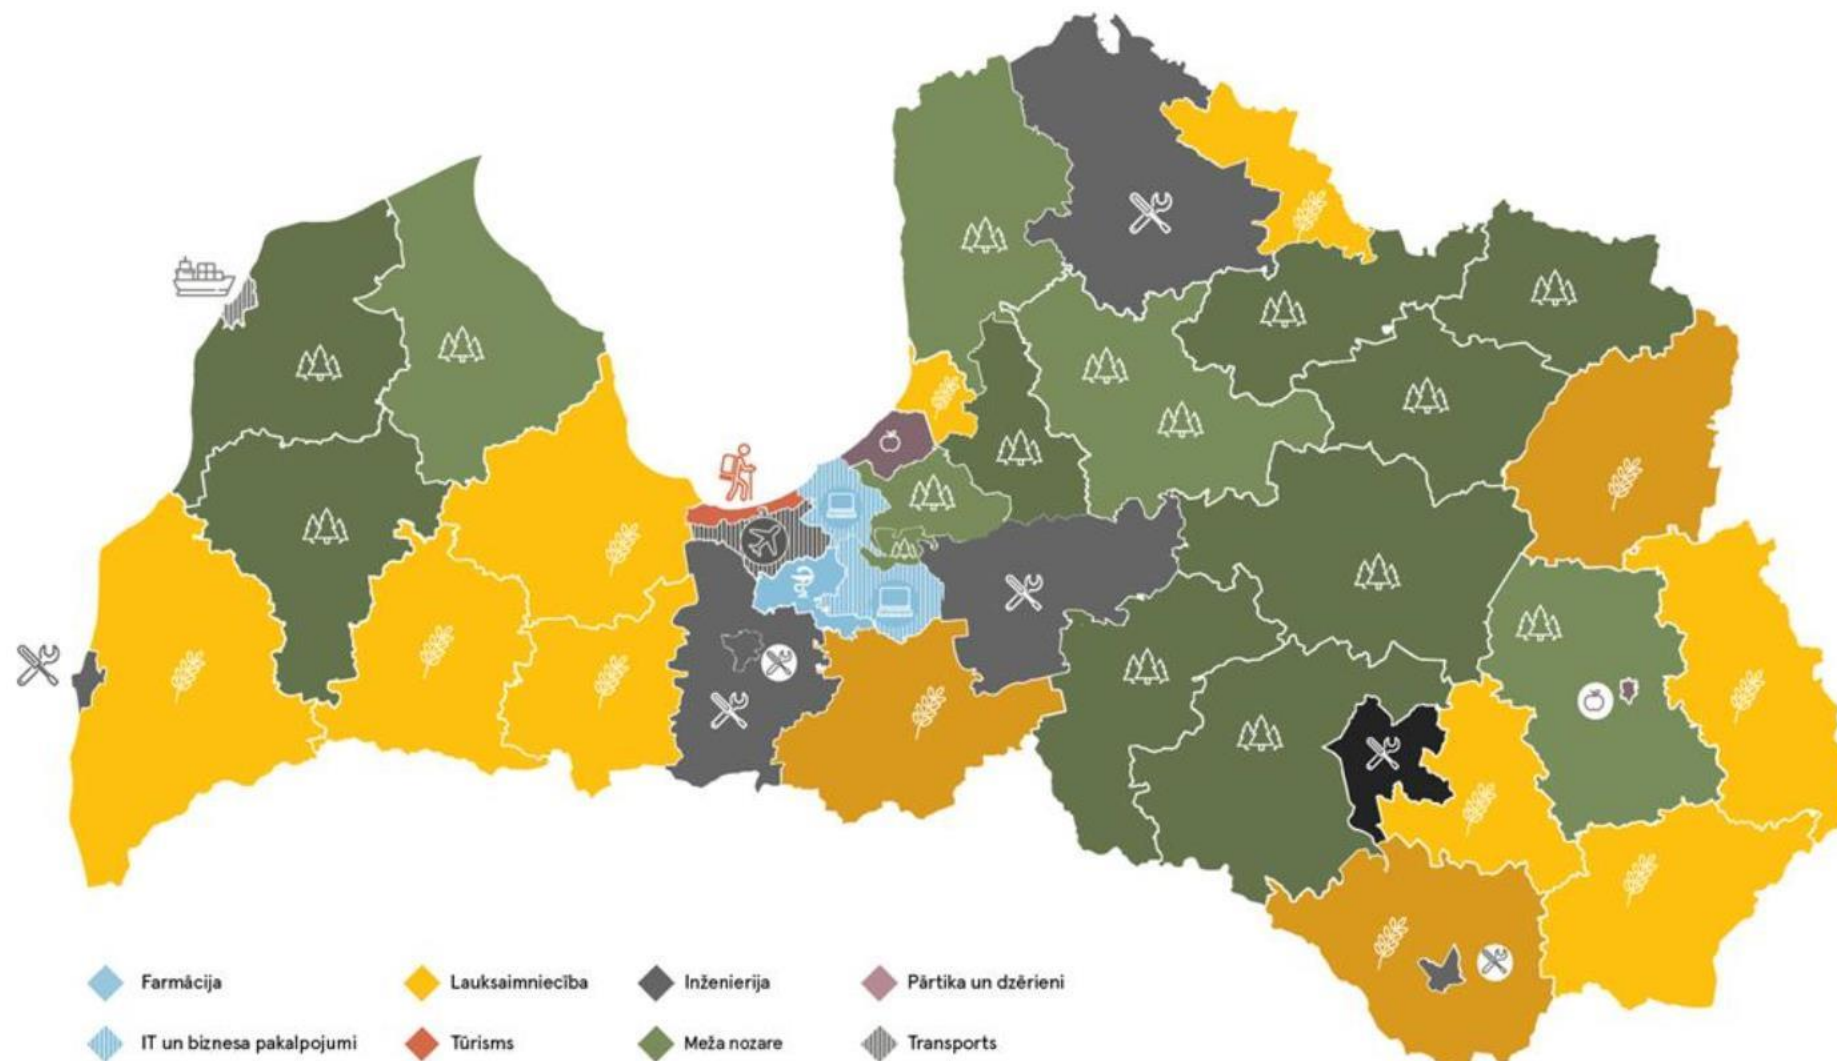 Farmācija
Lauksaimniecība
Inženierija
Pārtika un dzērieni
IT un biznesa pakalpojumi
Tūrisms
Meža nozare
Transports